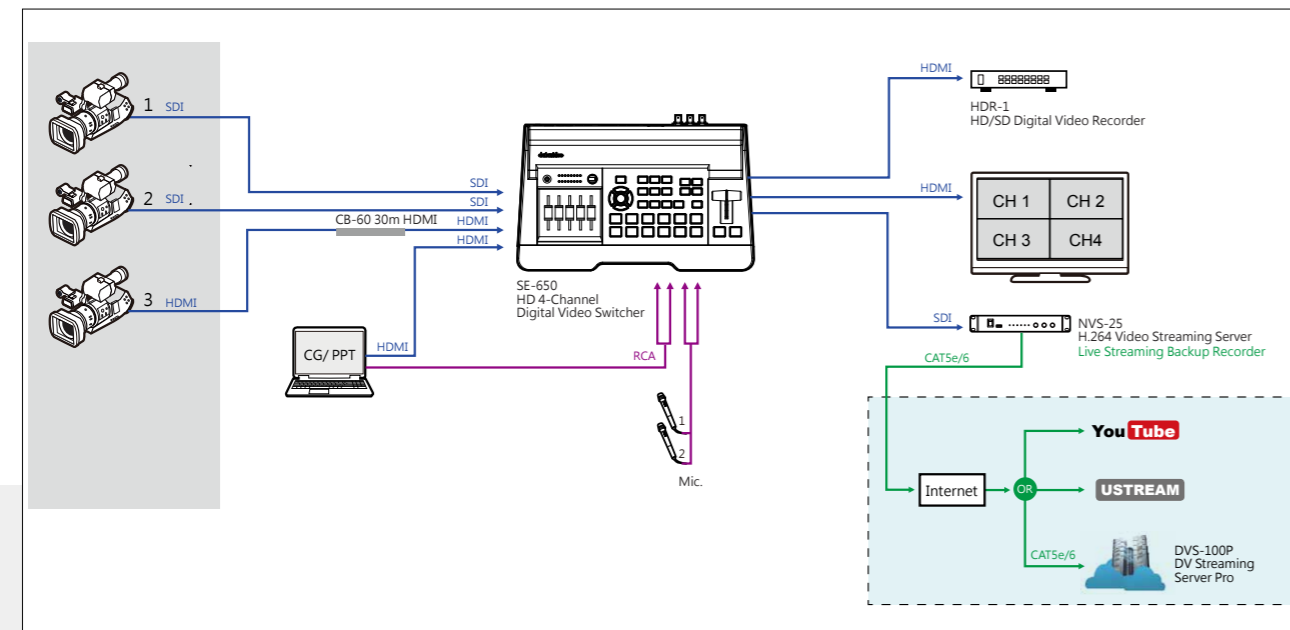 1 SDI
2 SDI
3 HDMI
SDI
SDI
CB-60 30m HDMI
HDMI
HDMI
CG/ PPT
HDMI
RCA
SE-650
HD 4-Channel
Digital Video Switcher
1
2
Mic.
HDMI
HDR-1
HD/SD Digital Video Recorder
HDMI
CH 1
CH 2
CH 3
CH4
SDI
NVS-25
H.264 Video Streaming Server
Live Streaming Backup Recorder
CAT5e/6
Internet
OR
YouTube
USTREAM
CAT5e/6
DVS-100P
DV Streaming
Server Pro